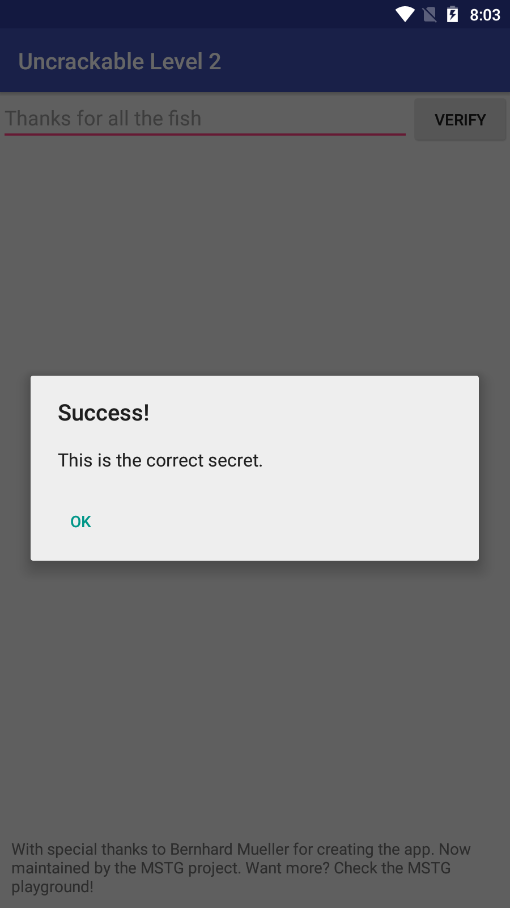 8:03
Uncrackable Level 2
Thanks for all the fish
VERIFY
Success!
This is the correct secret.
OK
With special thanks to Bernhard Mueller for creating the app. Now
maintained by the MSTG project. Want more? Check the MSTG
playground!